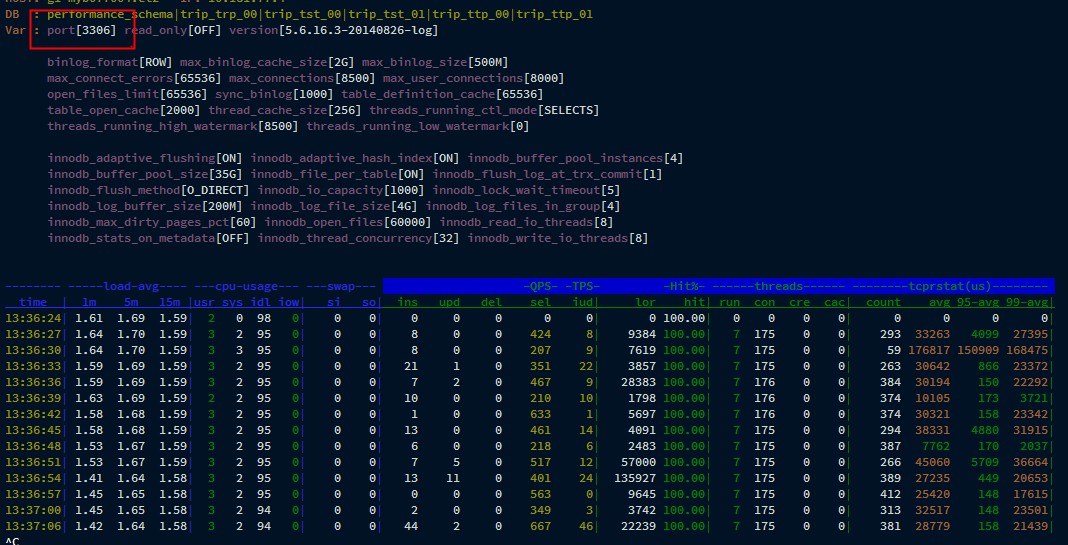 DB  : performance_schema|trip_trp_00|trip_tst_00|trip_tst_01|trip_ttp_00|trip_ttp_01
Var : port[3306] read_only[OFF] version[5.6.16.3-20140826-log]
binlog_format[ROW] max_binlog_cache_size[2G] max_binlog_size[500M]
max_connect_errors[65536] max_connections[8500] max_user_connections[8000]
open_files_limit[65536] sync_binlog[1000] table_definition_cache[65536]
table_open_cache[2000] thread_cache_size[256] threads_running_ctl_mode[SELECTS]
threads_running_high_watermark[8500] threads_running_low_watermark[0]
innodb_adaptive_flushing[ON] innodb_adaptive_hash_index[ON] innodb_buffer_pool_instances[4]
innodb_buffer_pool_size[35G] innodb_file_per_table[ON] innodb_flush_log_at_trx_commit[1]
innodb_flush_method[O_DIRECT] innodb_io_capacity[1000] innodb_lock_wait_timeout[5]
innodb_log_buffer_size[200M] innodb_log_file_size[4G] innodb_log_files_in_group[4]
innodb_max_dirty_pages_pct[60] innodb_open_files[60000] innodb_read_io_threads[8]
innodb_stats_on_metadata[OFF] innodb_thread_concurrency[32] innodb_write_io_threads[8]
-------- -----load-avg---- ---cpu-usage--- ---swap--- -QPS- -TPS- -Hit%- ------threads------ --------tcprstat(us)--------
time | 1m 5m 15m |usr sys idl iow| si so| ins upd del sel iud| lor hit| run con cre cac| count avg 95-avg 99-avg|
13:36:24| 1.61 1.69 1.59| 2 0 98 0| 0 0| 0 0 0 0 0| 0 100.00| 0 0 0 0| 0 0 0 0|
13:36:27| 1.64 1.70 1.59| 3 2 95 0| 0 0| 8 0 0 424 8| 9384 100.00| 7 175 0 0| 293 33263 4099 27395|
13:36:30| 1.64 1.70 1.59| 3 3 95 0| 0 0| 8 0 0 207 9| 7619 100.00| 7 175 0 0| 59 176817 150909 168475|
13:36:33| 1.59 1.69 1.59| 3 2 95 0| 0 0| 21 1 0 351 22| 3857 100.00| 7 175 0 0| 263 30642 866 23372|
13:36:36| 1.59 1.69 1.59| 3 2 95 0| 0 0| 7 2 0 467 9| 28383 100.00| 7 176 0 0| 384 30194 150 22292|
13:36:39| 1.63 1.69 1.59| 2 2 95 0| 0 0| 10 0 0 210 10| 1798 100.00| 7 176 0 0| 374 10105 173 3721|
13:36:42| 1.58 1.68 1.59| 3 2 95 0| 0 0| 1 0 0 633 1| 5697 100.00| 7 176 0 0| 374 30321 158 23342|
13:36:45| 1.58 1.68 1.59| 3 2 95 0| 0 0| 13 0 0 461 14| 4091 100.00| 7 175 0 0| 294 38331 4880 31915|
13:36:48| 1.53 1.67 1.59| 3 2 95 0| 0 0| 6 0 0 218 6| 2483 100.00| 7 175 0 0| 387 7762 170 2037|
13:36:51| 1.53 1.67 1.59| 3 2 95 0| 0 0| 7 5 0 517 12| 57000 100.00| 7 175 0 0| 266 45060 5709 36664|
13:36:54| 1.41 1.64 1.58| 3 2 95 0| 0 0| 13 11 0 401 24| 135927 100.00| 7 175 0 0| 389 27235 449 20653|
13:36:57| 1.45 1.65 1.58| 3 2 95 0| 0 0| 0 0 0 563 0| 9645 100.00| 7 175 0 0| 412 25420 148 17615|
13:37:00| 1.45 1.65 1.58| 3 2 94 0| 0 0| 2 0 0 349 3| 3742 100.00| 7 175 0 0| 313 32517 148 23501|
13:37:06| 1.42 1.64 1.58| 3 2 94 0| 0 0| 44 2 0 667 46| 22239 100.00| 7 175 0 0| 381 28779 158 21439|
^C